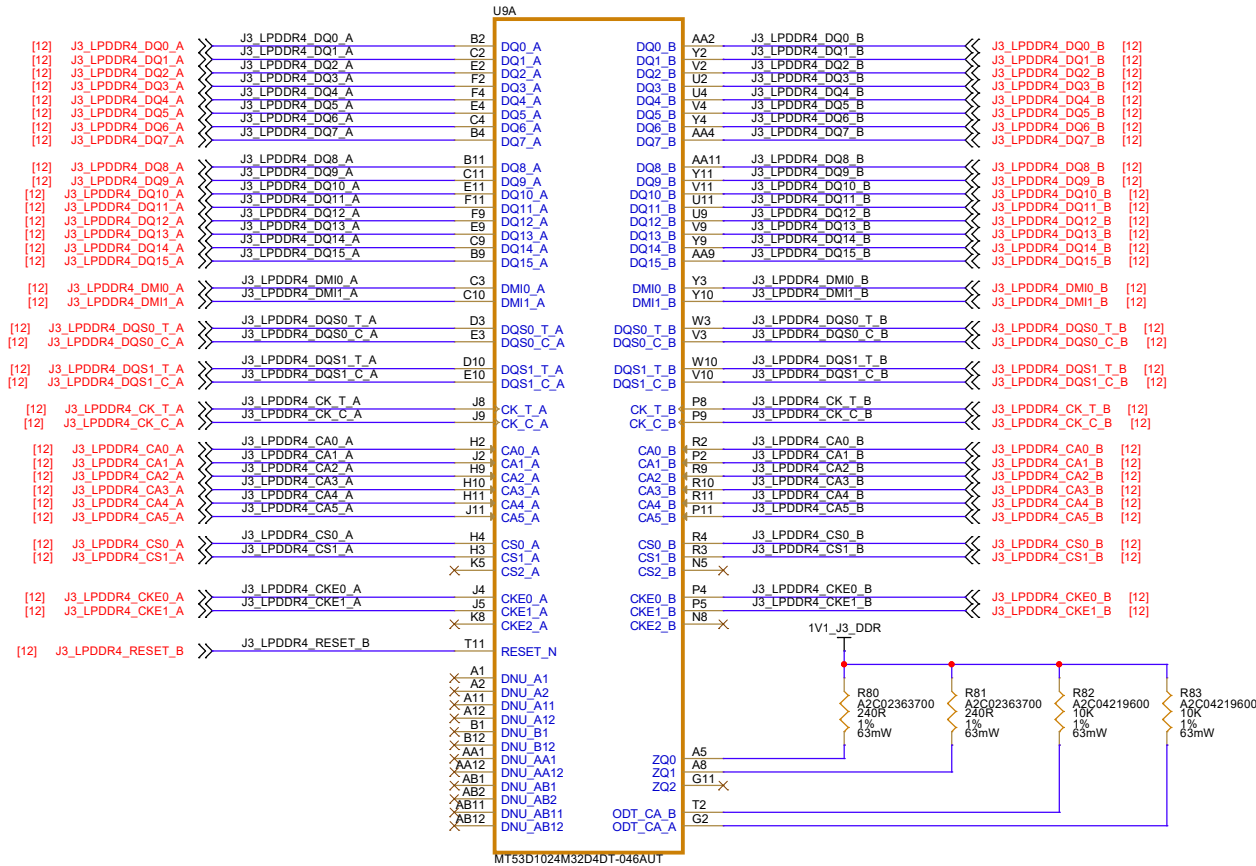 U9A
[12] J3_LPDDR4_DQ0_A J3_LPDDR4_DQ0_A B2 DQ0_A DQ0_B AA2 J3_LPDDR4_DQ0_B J3_LPDDR4_DQ0_B [12]
[12] J3_LPDDR4_DQ1_A J3_LPDDR4_DQ1_A C2 DQ1_A DQ1_B Y2 J3_LPDDR4_DQ1_B J3_LPDDR4_DQ1_B [12]
[12] J3_LPDDR4_DQ2_A J3_LPDDR4_DQ2_A E2 DQ2_A DQ2_B V2 J3_LPDDR4_DQ2_B J3_LPDDR4_DQ2_B [12]
[12] J3_LPDDR4_DQ3_A J3_LPDDR4_DQ3_A F2 DQ3_A DQ3_B U2 J3_LPDDR4_DQ3_B J3_LPDDR4_DQ3_B [12]
[12] J3_LPDDR4_DQ4_A J3_LPDDR4_DQ4_A F4 DQ4_A DQ4_B U4 J3_LPDDR4_DQ4_B J3_LPDDR4_DQ4_B [12]
[12] J3_LPDDR4_DQ5_A J3_LPDDR4_DQ5_A E4 DQ5_A DQ5_B V4 J3_LPDDR4_DQ5_B J3_LPDDR4_DQ5_B [12]
[12] J3_LPDDR4_DQ6_A J3_LPDDR4_DQ6_A C4 DQ6_A DQ6_B Y4 J3_LPDDR4_DQ6_B J3_LPDDR4_DQ6_B [12]
[12] J3_LPDDR4_DQ7_A J3_LPDDR4_DQ7_A B4 DQ7_A DQ7_B AA4 J3_LPDDR4_DQ7_B J3_LPDDR4_DQ7_B [12]
[12] J3_LPDDR4_DQ8_A J3_LPDDR4_DQ8_A B11 DQ8_A DQ8_B AA11 J3_LPDDR4_DQ8_B J3_LPDDR4_DQ8_B [12]
[12] J3_LPDDR4_DQ9_A J3_LPDDR4_DQ9_A C11 DQ9_A DQ9_B Y11 J3_LPDDR4_DQ9_B J3_LPDDR4_DQ9_B [12]
[12] J3_LPDDR4_DQ10_A J3_LPDDR4_DQ10_A E11 DQ10_A DQ10_B V11 J3_LPDDR4_DQ10_B J3_LPDDR4_DQ10_B [12]
[12] J3_LPDDR4_DQ11_A J3_LPDDR4_DQ11_A F11 DQ11_A DQ11_B U11 J3_LPDDR4_DQ11_B J3_LPDDR4_DQ11_B [12]
[12] J3_LPDDR4_DQ12_A J3_LPDDR4_DQ12_A F9 DQ12_A DQ12_B U9 J3_LPDDR4_DQ12_B J3_LPDDR4_DQ12_B [12]
[12] J3_LPDDR4_DQ13_A J3_LPDDR4_DQ13_A E9 DQ13_A DQ13_B V9 J3_LPDDR4_DQ13_B J3_LPDDR4_DQ13_B [12]
[12] J3_LPDDR4_DQ14_A J3_LPDDR4_DQ14_A C9 DQ14_A DQ14_B Y9 J3_LPDDR4_DQ14_B J3_LPDDR4_DQ14_B [12]
[12] J3_LPDDR4_DQ15_A J3_LPDDR4_DQ15_A B9 DQ15_A DQ15_B AA9 J3_LPDDR4_DQ15_B J3_LPDDR4_DQ15_B [12]
[12] J3_LPDDR4_DMI0_A J3_LPDDR4_DMI0_A C3 DMI0_A DMI0_B Y3 J3_LPDDR4_DMI0_B J3_LPDDR4_DMI0_B [12]
[12] J3_LPDDR4_DMI1_A J3_LPDDR4_DMI1_A C10 DMI1_A DMI1_B Y10 J3_LPDDR4_DMI1_B J3_LPDDR4_DMI1_B [12]
[12] J3_LPDDR4_DQS0_T_A J3_LPDDR4_DQS0_T_A D3 DQS0_T_A DQS0_T_B W3 J3_LPDDR4_DQS0_T_B J3_LPDDR4_DQS0_T_B [12]
[12] J3_LPDDR4_DQS0_C_A J3_LPDDR4_DQS0_C_A E3 DQS0_C_A DQS0_C_B V3 J3_LPDDR4_DQS0_C_B J3_LPDDR4_DQS0_C_B [12]
[12] J3_LPDDR4_DQS1_T_A J3_LPDDR4_DQS1_T_A D10 DQS1_T_A DQS1_T_B W10 J3_LPDDR4_DQS1_T_B J3_LPDDR4_DQS1_T_B [12]
[12] J3_LPDDR4_DQS1_C_A J3_LPDDR4_DQS1_C_A E10 DQS1_C_A DQS1_C_B V10 J3_LPDDR4_DQS1_C_B J3_LPDDR4_DQS1_C_B [12]
[12] J3_LPDDR4_CK_T_A J3_LPDDR4_CK_T_A J8 CK_T_A CK_T_B P8 J3_LPDDR4_CK_T_B J3_LPDDR4_CK_T_B [12]
[12] J3_LPDDR4_CK_C_A J3_LPDDR4_CK_C_A J9 CK_C_A CK_C_B P9 J3_LPDDR4_CK_C_B J3_LPDDR4_CK_C_B [12]
[12] J3_LPDDR4_CA0_A J3_LPDDR4_CA0_A H2 CA0_A CA0_B R2 J3_LPDDR4_CA0_B J3_LPDDR4_CA0_B [12]
[12] J3_LPDDR4_CA1_A J3_LPDDR4_CA1_A J2 CA1_A CA1_B P2 J3_LPDDR4_CA1_B J3_LPDDR4_CA1_B [12]
[12] J3_LPDDR4_CA2_A J3_LPDDR4_CA2_A H9 CA2_A CA2_B R9 J3_LPDDR4_CA2_B J3_LPDDR4_CA2_B [12]
[12] J3_LPDDR4_CA3_A J3_LPDDR4_CA3_A H10 CA3_A CA3_B R10 J3_LPDDR4_CA3_B J3_LPDDR4_CA3_B [12]
[12] J3_LPDDR4_CA4_A J3_LPDDR4_CA4_A H11 CA4_A CA4_B R11 J3_LPDDR4_CA4_B J3_LPDDR4_CA4_B [12]
[12] J3_LPDDR4_CA5_A J3_LPDDR4_CA5_A J11 CA5_A CA5_B P11 J3_LPDDR4_CA5_B J3_LPDDR4_CA5_B [12]
[12] J3_LPDDR4_CS0_A J3_LPDDR4_CS0_A H4 CS0_A CS0_B R4 J3_LPDDR4_CS0_B J3_LPDDR4_CS0_B [12]
[12] J3_LPDDR4_CS1_A J3_LPDDR4_CS1_A H3 CS1_A CS1_B R3 J3_LPDDR4_CS1_B J3_LPDDR4_CS1_B [12]
K5 CS2_A CS2_B N5
[12] J3_LPDDR4_CKE0_A J3_LPDDR4_CKE0_A J4 CKE0_A CKE0_B P4 J3_LPDDR4_CKE0_B J3_LPDDR4_CKE0_B [12]
[12] J3_LPDDR4_CKE1_A J3_LPDDR4_CKE1_A J5 CKE1_A CKE1_B P5 J3_LPDDR4_CKE1_B J3_LPDDR4_CKE1_B [12]
K8 CKE2_A CKE2_B N8
1V1_J3_DDR
[12] J3_LPDDR4_RESET_B J3_LPDDR4_RESET_B T11 RESET_N
A1 DNU_A1
A2 DNU_A2
A11 DNU_A11
A12 DNU_A12
B1 DNU_B1
B12 DNU_B12
AA1 DNU_AA1
AA12 DNU_AA12
AB1 DNU_AB1
AB2 DNU_AB2
AB11 DNU_AB11
AB12 DNU_AB12
R80 R81 R82 R83
A2C02363700 A2C02363700 A2C04219600 A2C04219600
240R 240R 10K 10K
1% 1% 1% 1%
63mW 63mW 63mW 63mW
ZQ0 A5
ZQ1 A8
ZQ2 G11
ODT_CA_B T2
ODT_CA_A G2
MT53D1024M32D4DT-046AUT